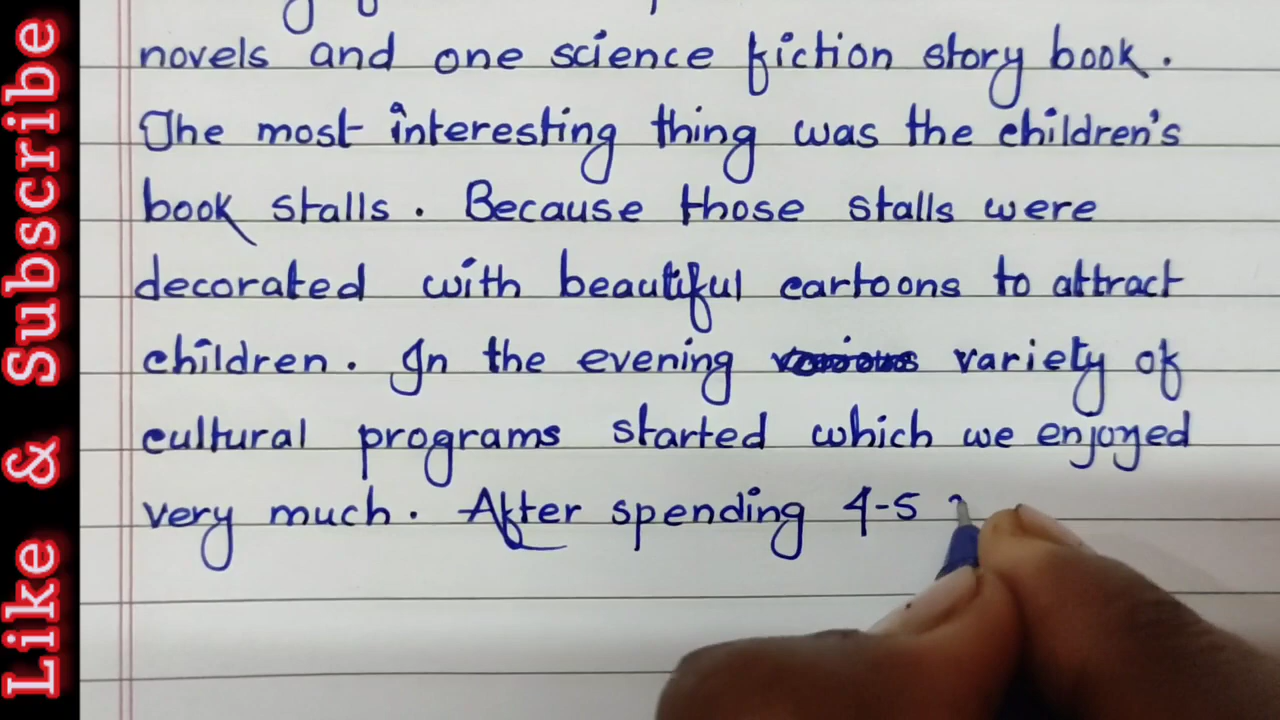 Like & Subscribe
novels and one science fiction story book.
The most interesting thing was the children's
book stalls. Because those stalls were
decorated with beautiful cartoons to attract
children. In the evening variety of
cultural programs started which we enjoyed
very much. After spending 4-5